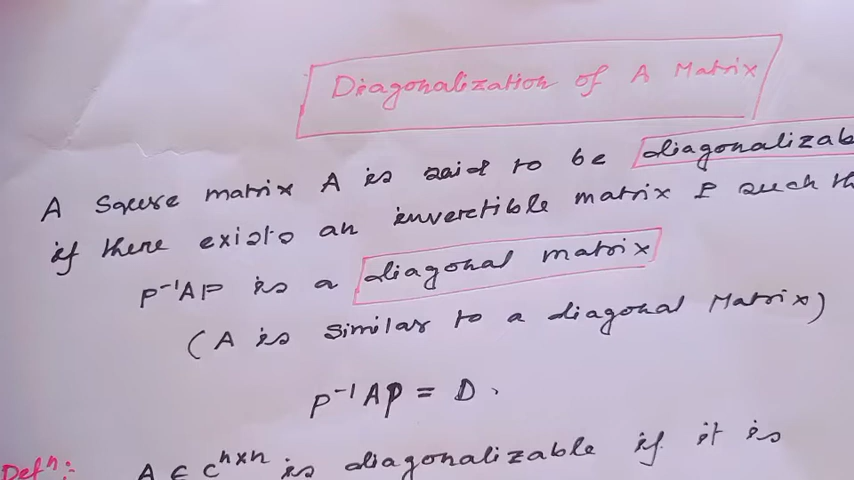 Diagonalization of A Matrix
A Squrse matrix A is said to be diagonalizab
if there exists an invertible matrix P such th
P⁻¹AP is a diagonal matrix
(A is Similar to a diagonal Matrix)
P⁻¹AP = D.
Defⁿ: A ∈ Cⁿˣⁿ is diagonalizable if it is